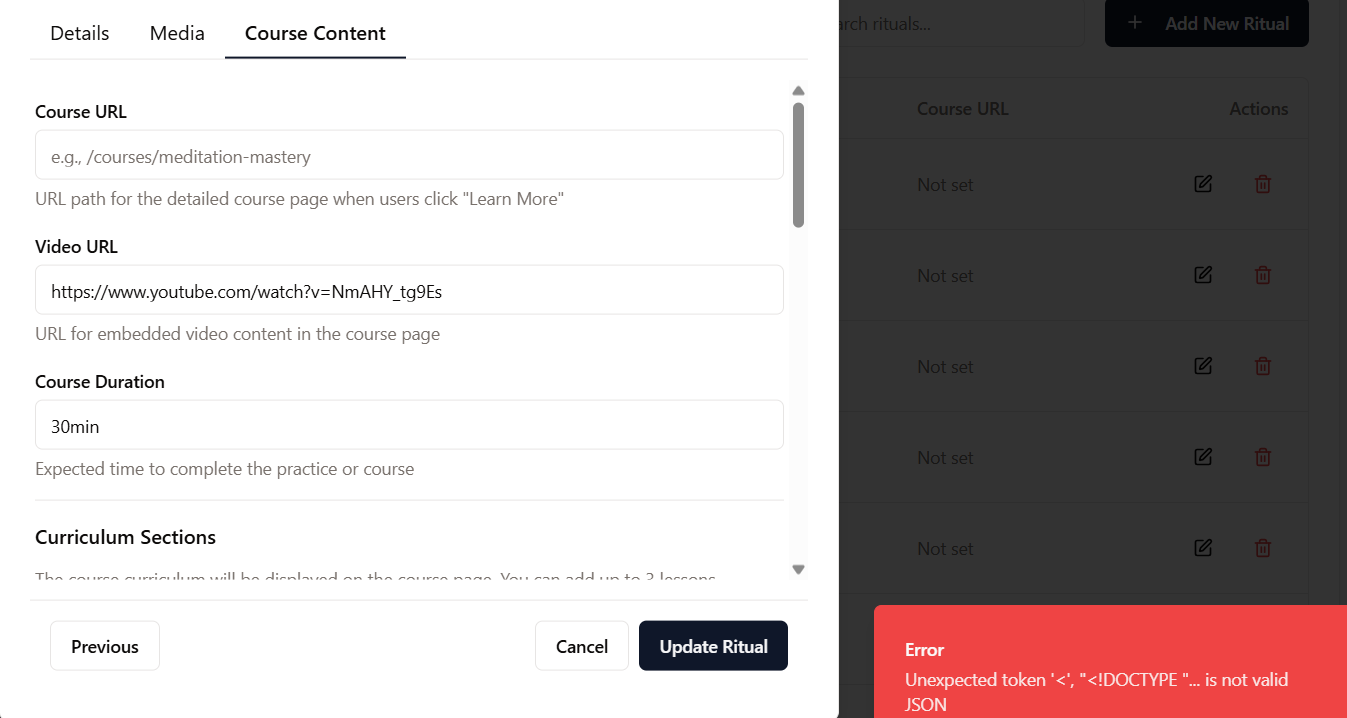 Details Media Course Content
Course URL
e.g., /courses/meditation-mastery
URL path for the detailed course page when users click "Learn More"
Video URL
https://www.youtube.com/watch?v=NmAHY_tg9Es
URL for embedded video content in the course page
Course Duration
30min
Expected time to complete the practice or course
Curriculum Sections
The course curriculum will be displayed on the course page. You can add up to 3 lessons
Previous Cancel Update Ritual
arch rituals...
+ Add New Ritual
Course URL Actions
Not set
Not set
Not set
Not set
Not set
Error
Unexpected token '<', "<!DOCTYPE "... is not valid
JSON